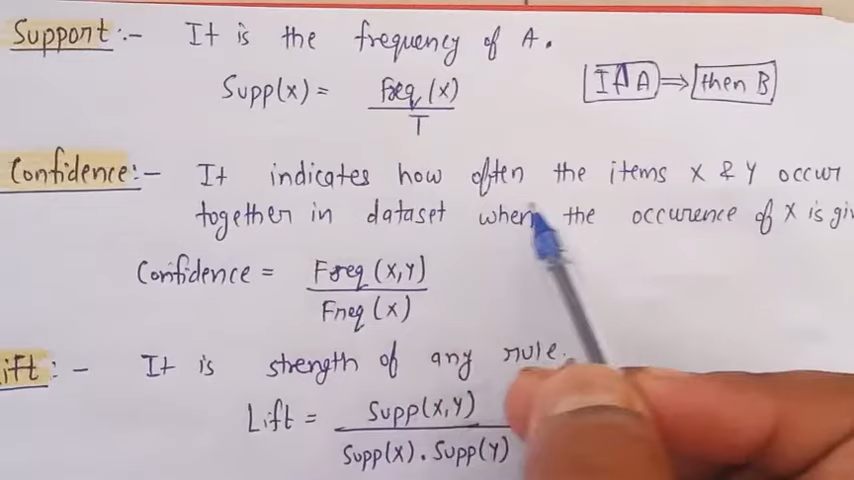 Support :- It is the frequency of A.
Supp(x) = Freq(x)
T
If A ⇒ then B
Confidence :- It indicates how often the items X & Y occur
together in dataset when the occurence of X is giv
Confidence = Freq(X,Y)
Freq(X)
ift :- It is strength of any rule.
Lift = Supp(X,Y)
Supp(X) . Supp(Y)